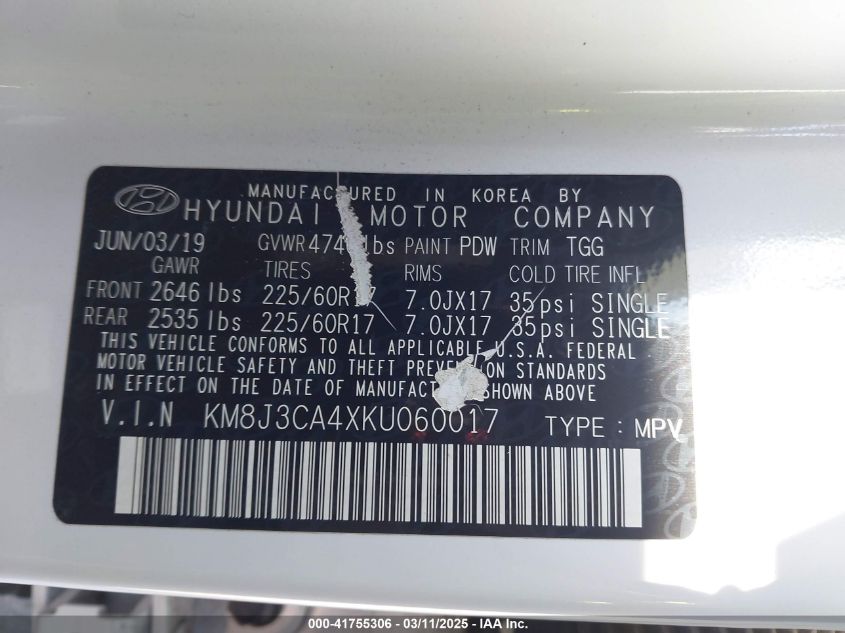 MANUFACTURED IN KOREA BY
HYUNDAI MOTOR COMPANY
JUN/03/19 GVWR lbs PAINT PDW TRIM TGG
GAWR TIRES RIMS COLD TIRE INFL
FRONT 2646 lbs 225/60R17 7.0JX17 35psi SINGLE
REAR 2535 lbs 225/60R17 7.0JX17 35psi SINGLE
THIS VEHICLE CONFORMS TO ALL APPLICABLE U.S.A. FEDERAL
MOTOR VEHICLE SAFETY AND THEFT PREVENTION STANDARDS
IN EFFECT ON THE DATE OF MANUFACTURE SHOWN ABOVE
V.I.N KM8J3CA4XKU060017 TYPE : MPV
000-41755306 - 03/11/2025 - IAA Inc.